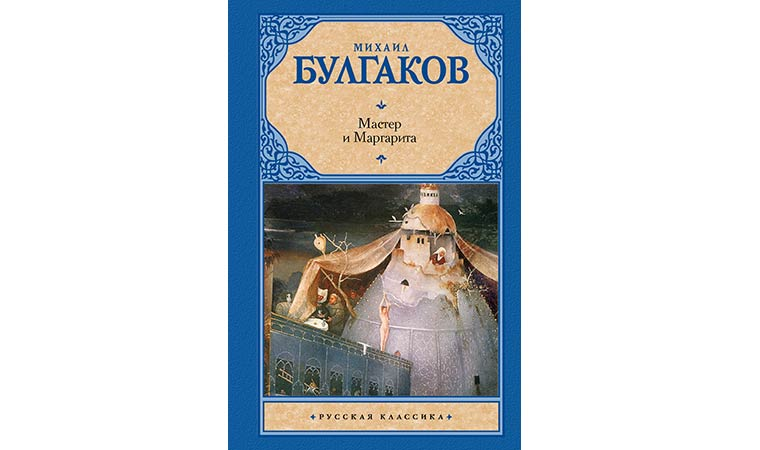 МИХАИЛ
БУЛГАКОВ
Мастер
и Маргарита
РУССКАЯ КЛАССИКА